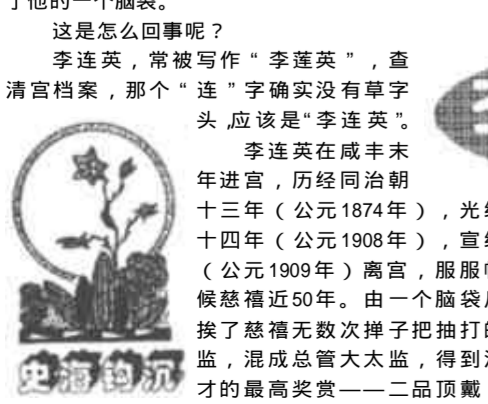 了他的一个脑袋。
这是怎么回事呢？
李连英，常被写作“李莲英”，查
清宫档案，那个“连”字确实没有草字
头,应该是“李连英”。
李连英在咸丰末
年进宫，历经同治朝
十三年（公元1874年），光
十四年（公元1908年），宣
（公元1909年）离宫，服服
候慈禧近50年。由一个脑袋
挨了慈禧无数次掸子把抽打
监，混成总管大太监，得到
才的最高奖赏——二品顶戴
史海钩沉